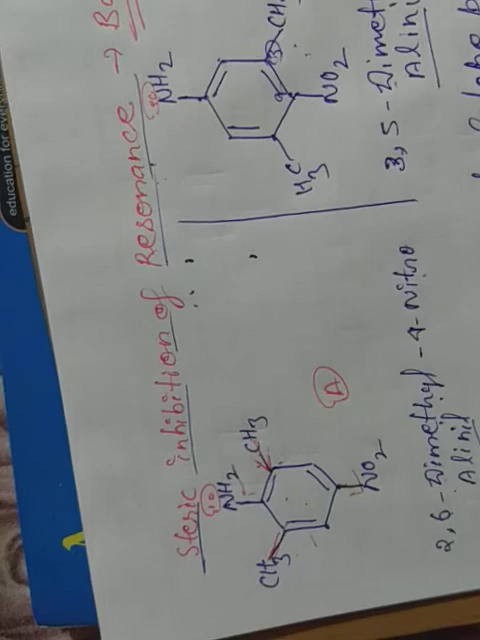 education for every
Steric inhibition of Resonance → Ba
NH2
CH3
CH3
NO2
A
2,6-Dimethyl-4-Nitro
Alinil
NH2
CH3
H3C
NO2
3,5-Dimet
Alini